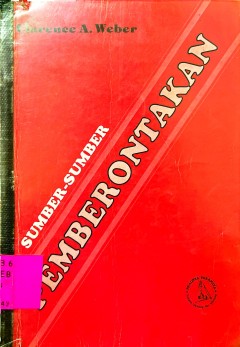 Clarence A. Weber
SUMBER-SUMBER
PEMBERONTAKAN